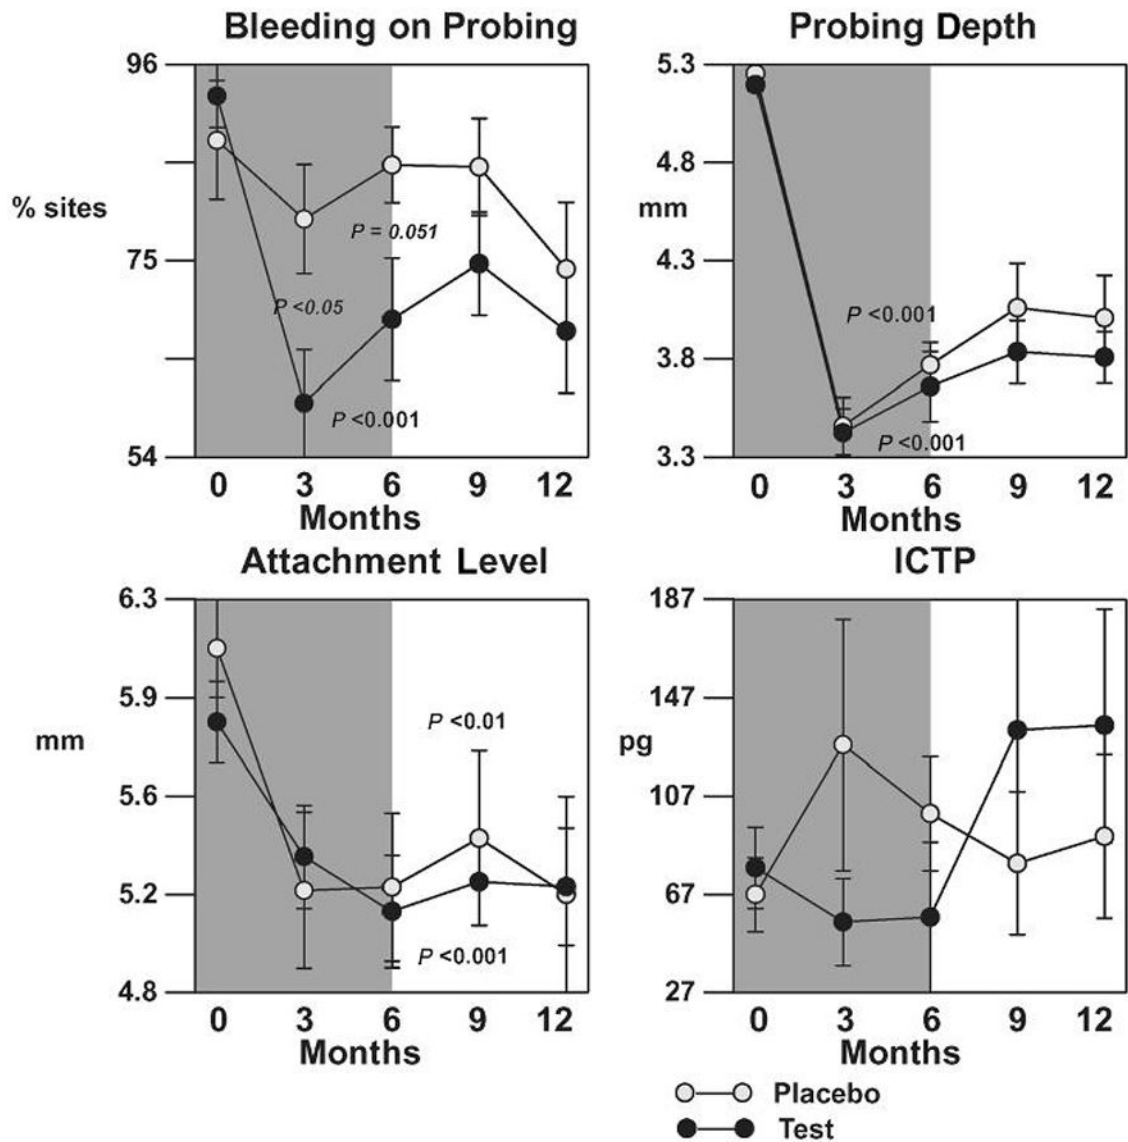 Bleeding on Probing
96
% sites
75
54
P = 0.051
P <0.05
P <0.001
0 3 6 9 12
Months
Probing Depth
5.3
4.8
mm
4.3
3.8
3.3
P <0.001
P <0.001
0 3 6 9 12
Months
Attachment Level
6.3
5.9
mm
5.6
5.2
4.8
P <0.01
P <0.001
0 3 6 9 12
Months
ICTP
187
147
pg
107
67
27
0 3 6 9 12
Months
Placebo
Test